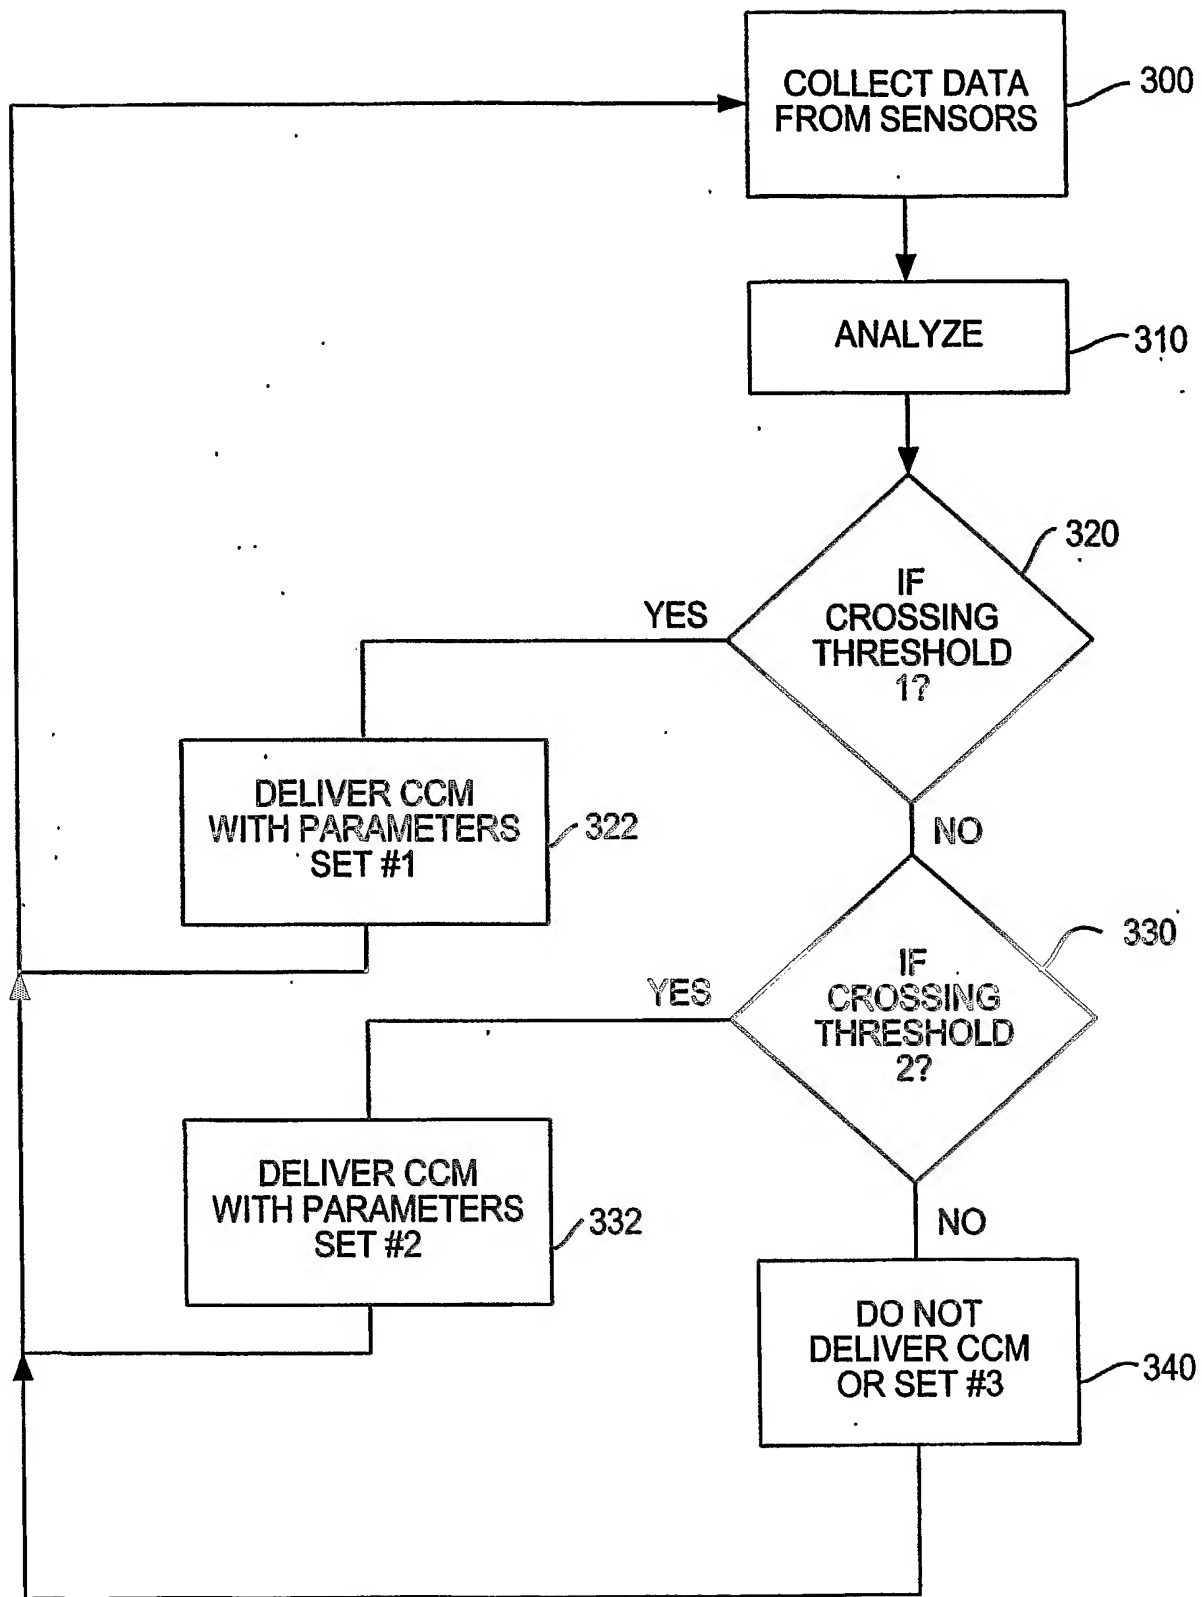 COLLECT DATA
FROM SENSORS
300
ANALYZE
310
320
IF
CROSSING
THRESHOLD
1?
YES
NO
DELIVER CCM
WITH PARAMETERS
SET #1
322
330
IF
CROSSING
THRESHOLD
2?
YES
NO
DELIVER CCM
WITH PARAMETERS
SET #2
332
DO NOT
DELIVER CCM
OR SET #3
340